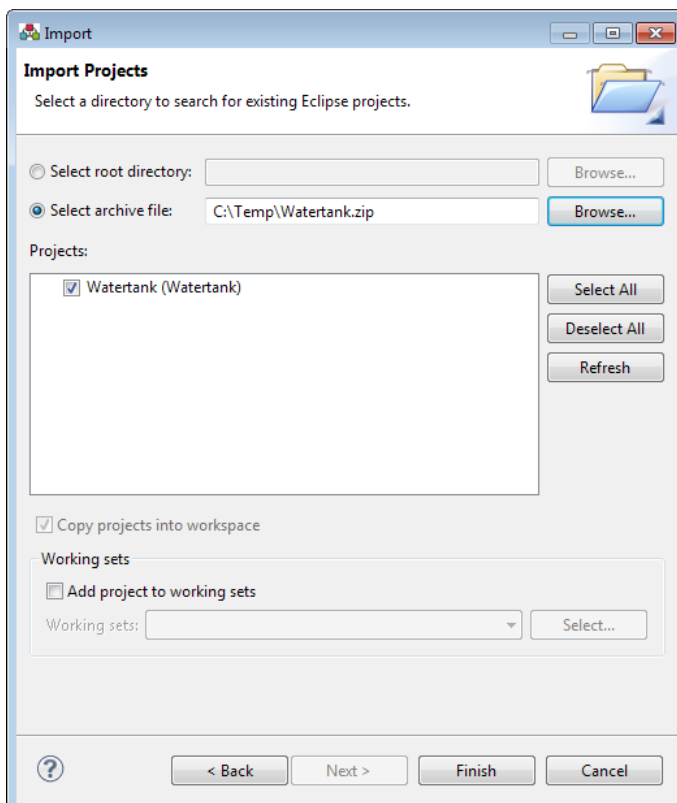 Import
Import Projects
Select a directory to search for existing Eclipse projects.
Select root directory: Browse...
Select archive file: C:\Temp\Watertank.zip Browse...
Projects:
Watertank (Watertank) Select All
Deselect All
Refresh
Copy projects into workspace
Working sets
Add project to working sets
Working sets: Select...
? < Back Next > Finish Cancel